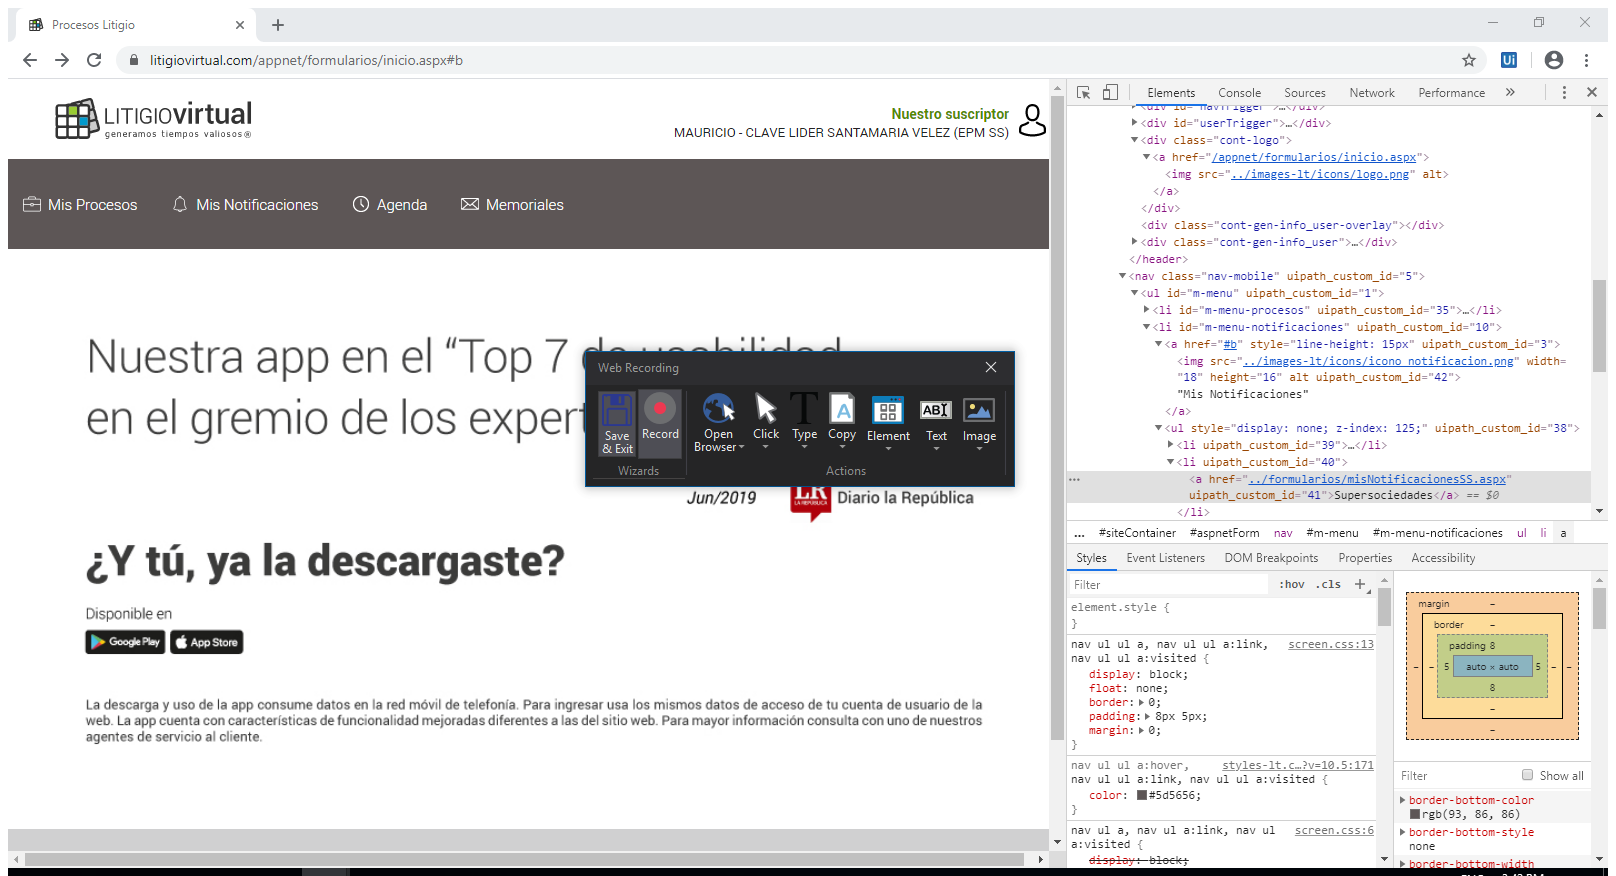 Procesos Litigio
litigiovirtual.com/appnet/formularios/inicio.aspx#b
Ui
LITIGIOvirtual
generamos tiempos valiosos®
Nuestro suscriptor
MAURICIO - CLAVE LIDER SANTAMARIA VELEZ (EPM SS)
Mis Procesos
Mis Notificaciones
Agenda
Memoriales
Nuestra app en el “Top 7 de usabilidad
en el gremio de los expert
Jun/2019
LR
LA REPÚBLICA
Diario la República
¿Y tú, ya la descargaste?
Disponible en
Google Play
App Store
La descarga y uso de la app consume datos en la red móvil de telefonía. Para ingresar usa los mismos datos de acceso de tu cuenta de usuario de la
web. La app cuenta con características de funcionalidad mejoradas diferentes a las del sitio web. Para mayor información consulta con uno de nuestros
agentes de servicio al cliente.
Web Recording
Save
& Exit
Record
Open
Browser
Click
Type
Copy
Element
Text
Image
Wizards
Actions
Elements
Console
Sources
Network
Performance
»
<div id="navTrigger">…</div>
<div id="userTrigger">…</div>
<div class="cont-logo">
<a href="/appnet/formularios/inicio.aspx">
<img src="../images-lt/icons/logo.png" alt>
</a>
</div>
<div class="cont-gen-info_user-overlay"></div>
<div class="cont-gen-info_user">…</div>
</header>
<nav class="nav-mobile" uipath_custom_id="5">
<ul id="m-menu" uipath_custom_id="1">
<li id="m-menu-procesos" uipath_custom_id="35">…</li>
<li id="m-menu-notificaciones" uipath_custom_id="10">
<a href="#b" style="line-height: 15px" uipath_custom_id="3">
<img src="../images-lt/icons/icono_notificacion.png" width=
"18" height="16" alt uipath_custom_id="42">
"Mis Notificaciones"
</a>
<ul style="display: none; z-index: 125;" uipath_custom_id="38">
<li uipath_custom_id="39">…</li>
<li uipath_custom_id="40">
<a href="../formularios/misNotificacionesSS.aspx"
uipath_custom_id="41">Supersociedades</a> == $0
</li>
... #siteContainer #aspnetForm nav #m-menu #m-menu-notificaciones ul li a
Styles
Event Listeners
DOM Breakpoints
Properties
Accessibility
Filter
:hov .cls +
element.style {
}
nav ul ul a, nav ul ul a:link, screen.css:13
nav ul ul a:visited {
display: block;
float: none;
border: 0;
padding: 8px 5px;
margin: 0;
}
nav ul ul a:hover, styles-lt.c…?v=10.5:171
nav ul ul a:link, nav ul ul a:visited {
color: #5d5656;
}
nav ul a, nav ul a:link, nav ul screen.css:6
a:visited {
display: block;
margin –
border –
padding 8
– – 5 auto × auto 5 – –
8
–
–
Filter
Show all
border-bottom-color
rgb(93, 86, 86)
border-bottom-style
none
border-bottom-width